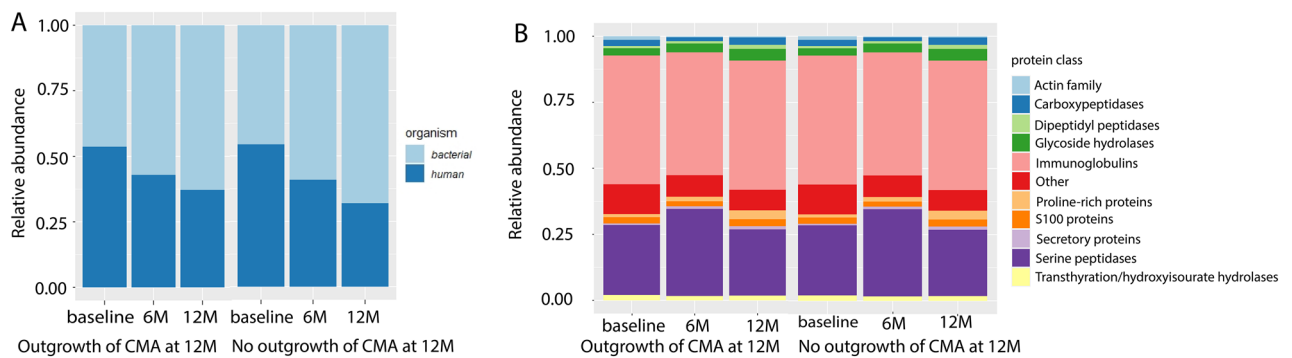 A
1.00
0.75
0.50
0.25
0.00
Relative abundance
baseline 6M 12M baseline 6M 12M
Outgrowth of CMA at 12M No outgrowth of CMA at 12M
organism
bacterial
human
B
1.00
0.75
0.50
0.25
0.00
Relative abundance
baseline 6M 12M baseline 6M 12M
Outgrowth of CMA at 12M No outgrowth of CMA at 12M
protein class
Actin family
Carboxypeptidases
Dipeptidyl peptidases
Glycoside hydrolases
Immunoglobulins
Other
Proline-rich proteins
S100 proteins
Secretory proteins
Serine peptidases
Transthyration/hydroxyisourate hydrolases